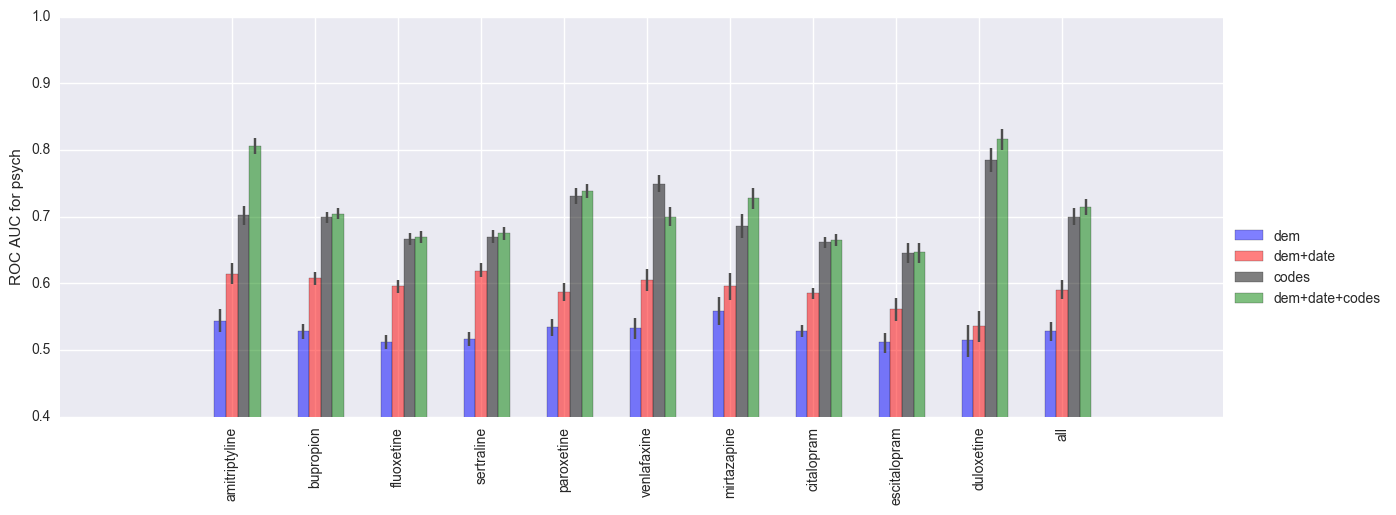 1.0
0.9
0.8
0.7
0.6
0.5
0.4
ROC AUC for psych
amitriptyline
bupropion
fluoxetine
sertraline
paroxetine
venlafaxine
mirtazapine
citalopram
escitalopram
duloxetine
all
dem
dem+date
codes
dem+date+codes